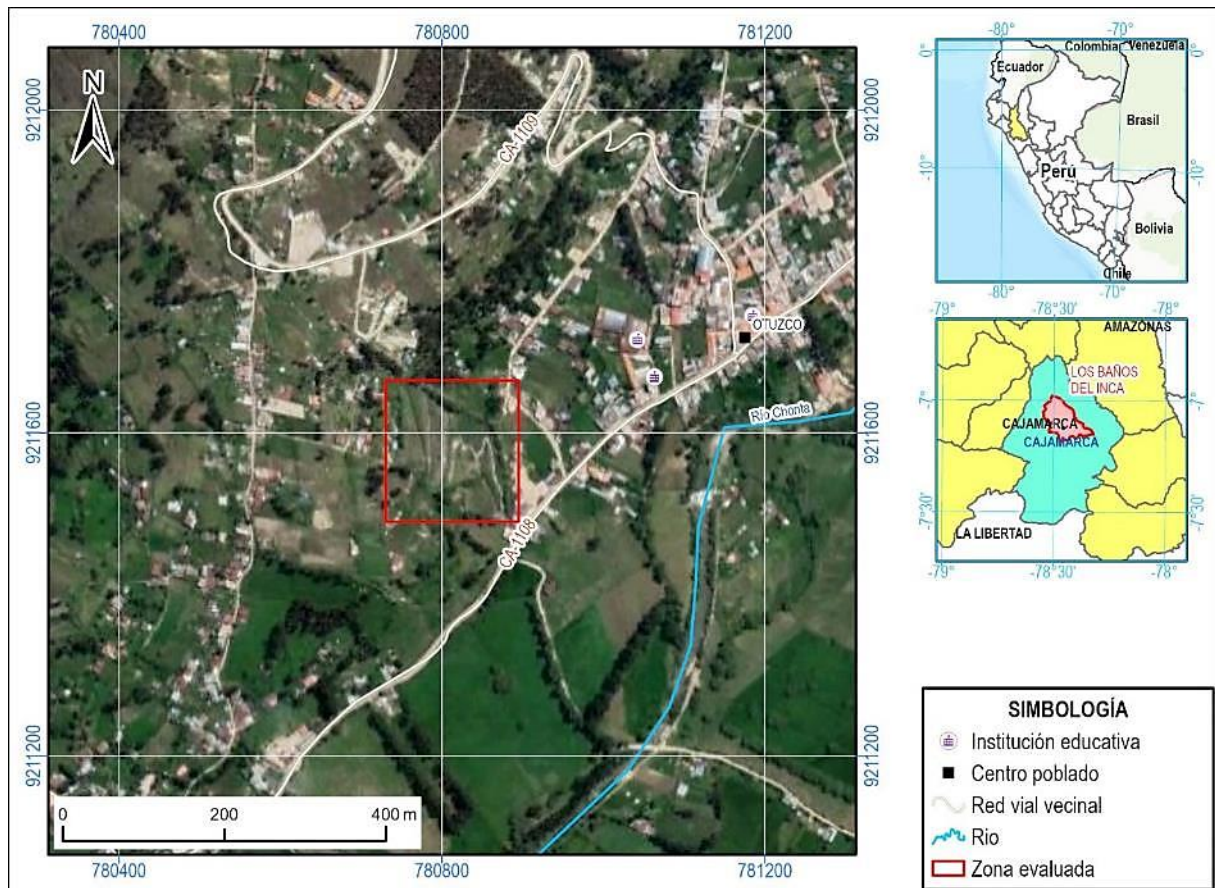 780400
780800
781200
9212000
9211600
9211200
N
CA-1109
OTUZCO
Río Chonta
CA-1108
0
200
400 m
780400
780800
781200
9212000
9211600
9211200
-80°
-70°
0°
-10°
Colombia
Venezuela
Ecuador
Brasil
Perú
Bolivia
Chile
0°
-10°
-80°
-70°
-79°
-78°30'
-78°
AMAZONAS
LOS BAÑOS
DEL INCA
-7°
CAJAMARCA
CAJAMARCA
-7°
-7°30'
LA LIBERTAD
-7°30'
-79°
-78°30'
-78°
SIMBOLOGÍA
Institución educativa
Centro poblado
Red vial vecinal
Rio
Zona evaluada